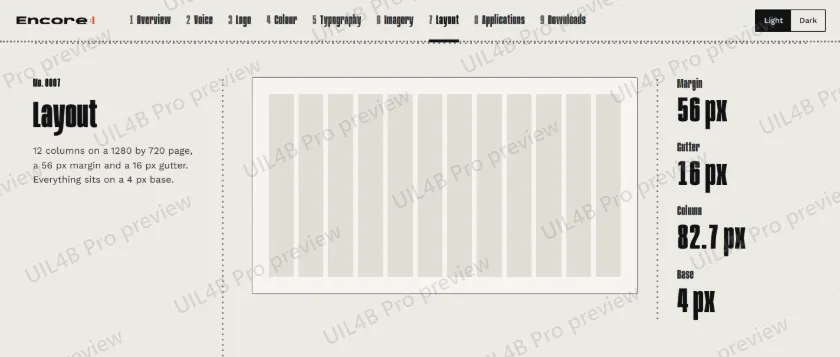 Encore
1 Overview
2 Voice
3 Logo
4 Colour
5 Typography
6 Imagery
7 Layout
8 Applications
9 Downloads
Light
Dark
No. 0007
Layout
12 columns on a 1280 by 720 page,
a 56 px margin and a 16 px gutter.
Everything sits on a 4 px base.
Margin
56 px
Gutter
16 px
Column
82.7 px
Base
4 px
UIL4B Pro preview